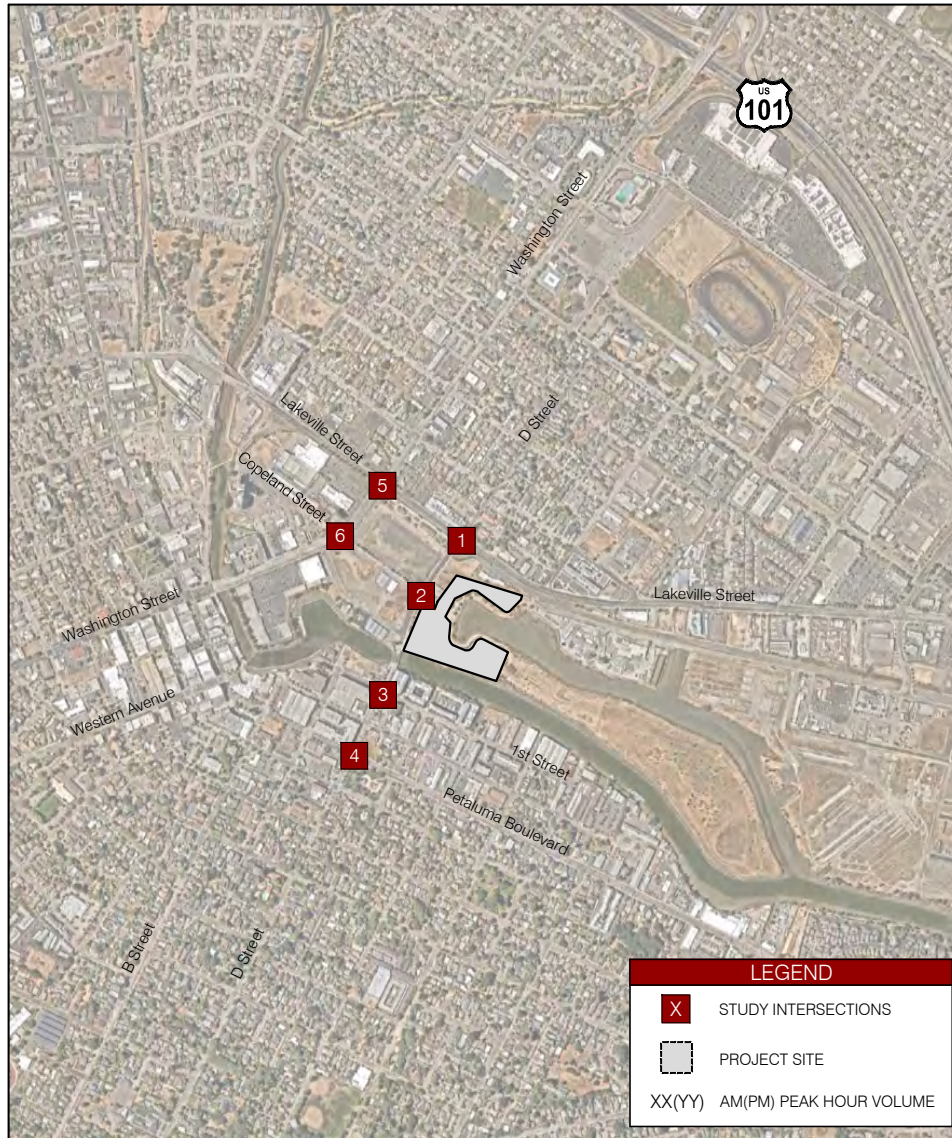 US
101
Washington Street
D Street
Lakeville Street
Copeland Street
5
6
1
2
Lakeville Street
Washington Street
Western Avenue
3
4
1st Street
Petaluma Boulevard
B Street
D Street
LEGEND
X STUDY INTERSECTIONS
PROJECT SITE
XX(YY) AM(PM) PEAK HOUR VOLUME